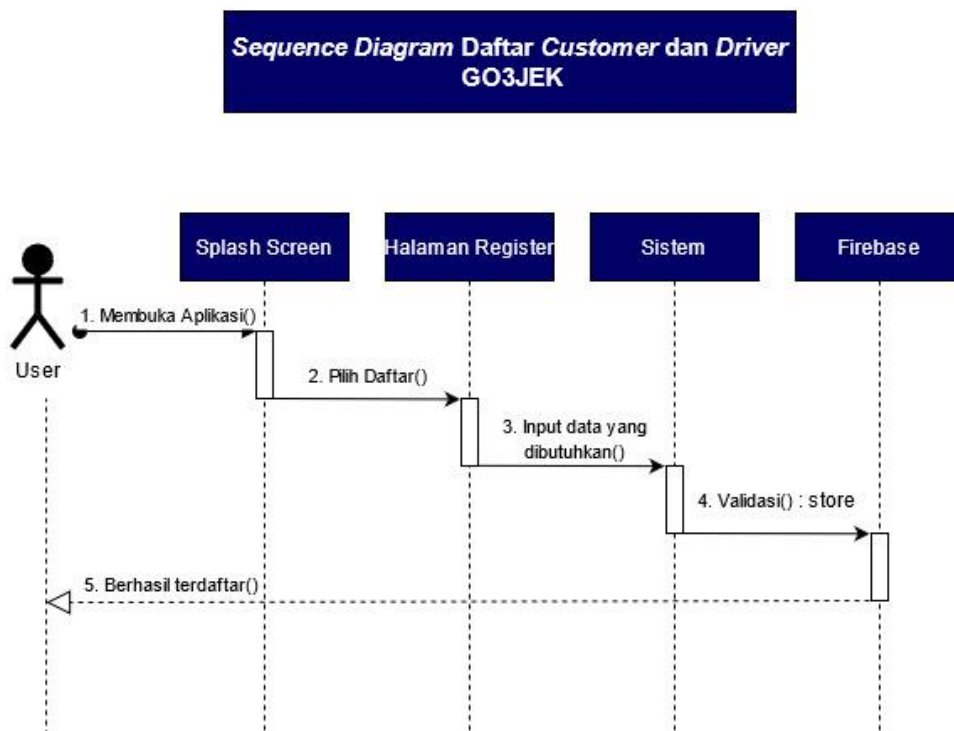 Sequence Diagram Daftar Customer dan Driver
GO3JEK
Splash Screen
Halaman Register
Sistem
Firebase
User
1. Membuka Aplikasi()
2. Pilih Daftar()
3. Input data yang
dibutuhkan()
4. Validasi() : store
5. Berhasil terdaftar()